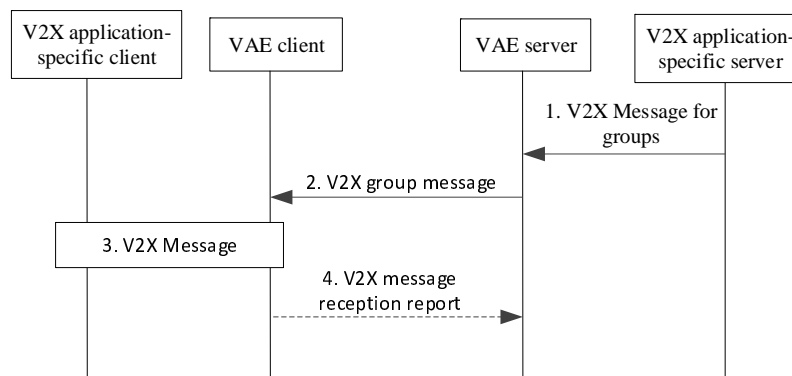 V2X application-
specific client
VAE client
VAE server
V2X application-
specific server
1. V2X Message for
groups
2. V2X group message
3. V2X Message
4. V2X message
reception report